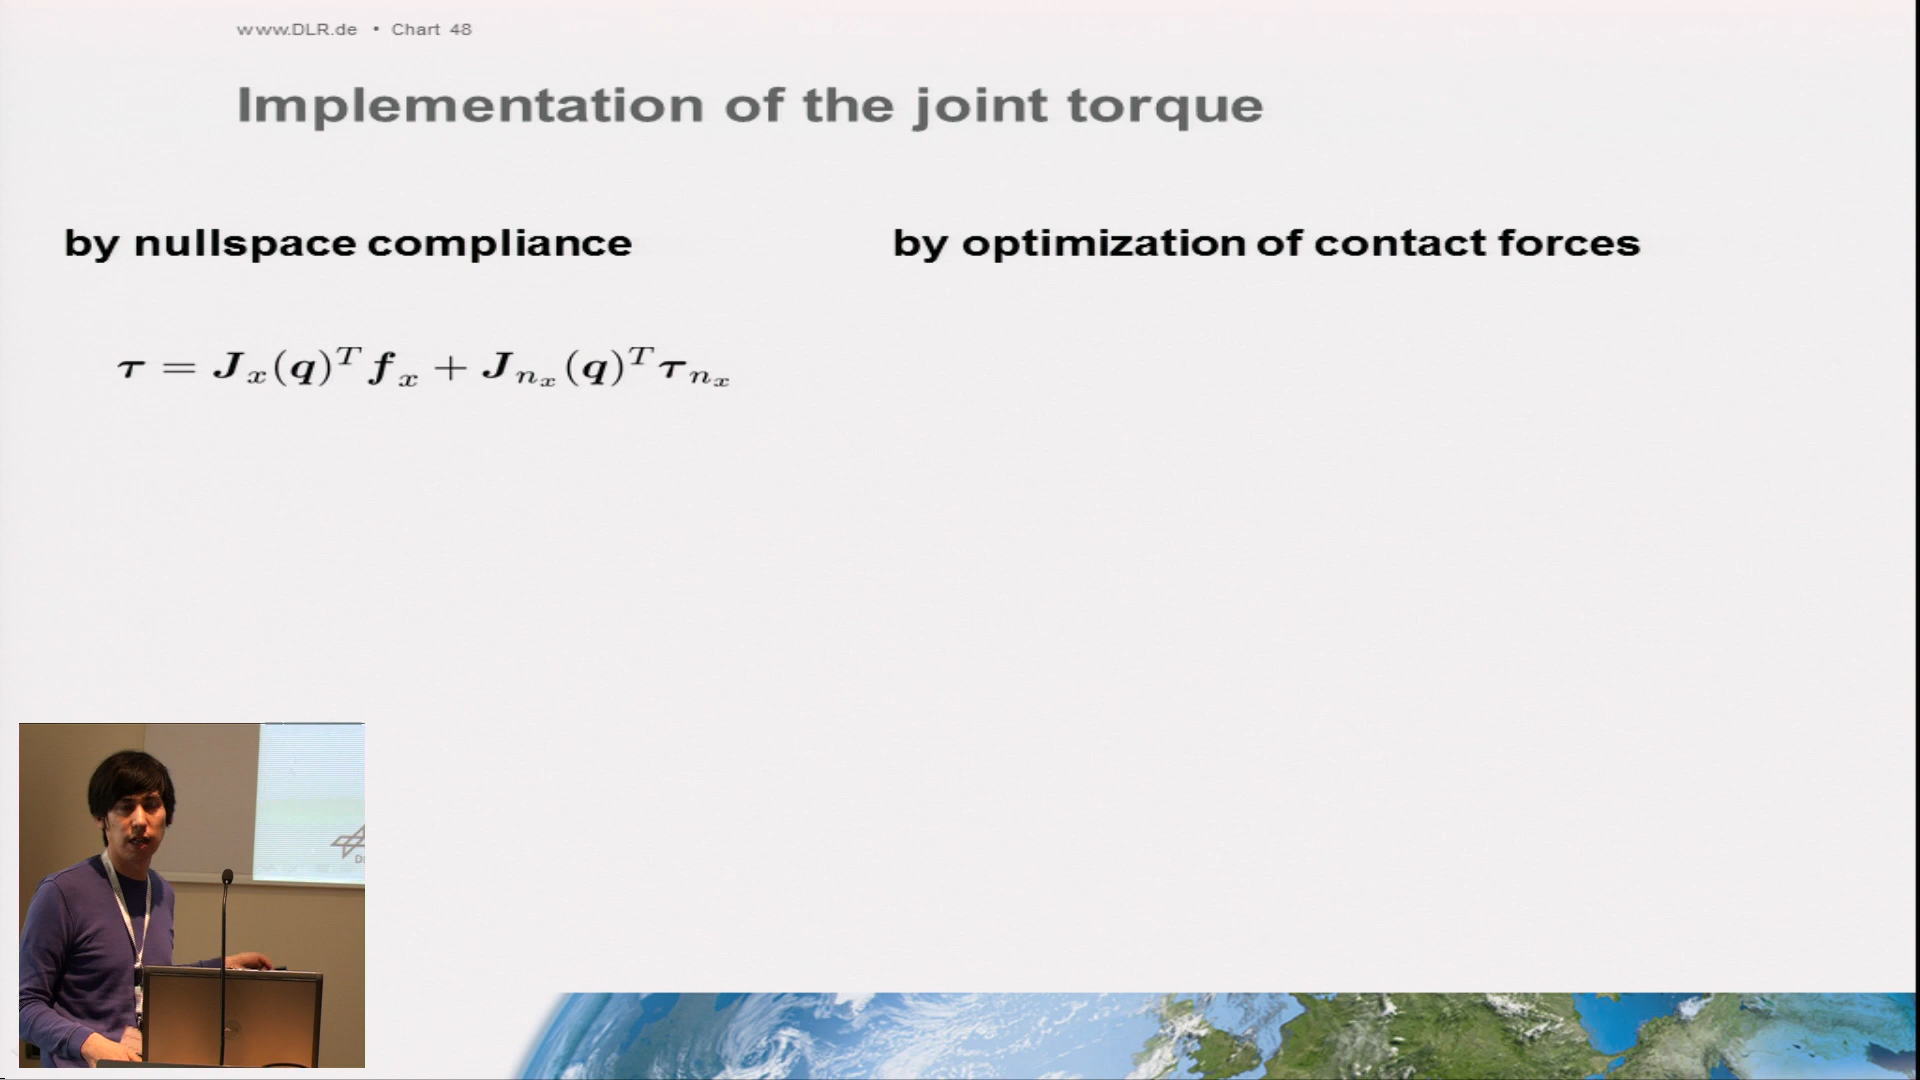 www.DLR.de • Chart 48
Implementation of the joint torque
by nullspace compliance
by optimization of contact forces
τ = J_x(q)^T f_x + J_{n_x}(q)^T τ_{n_x}